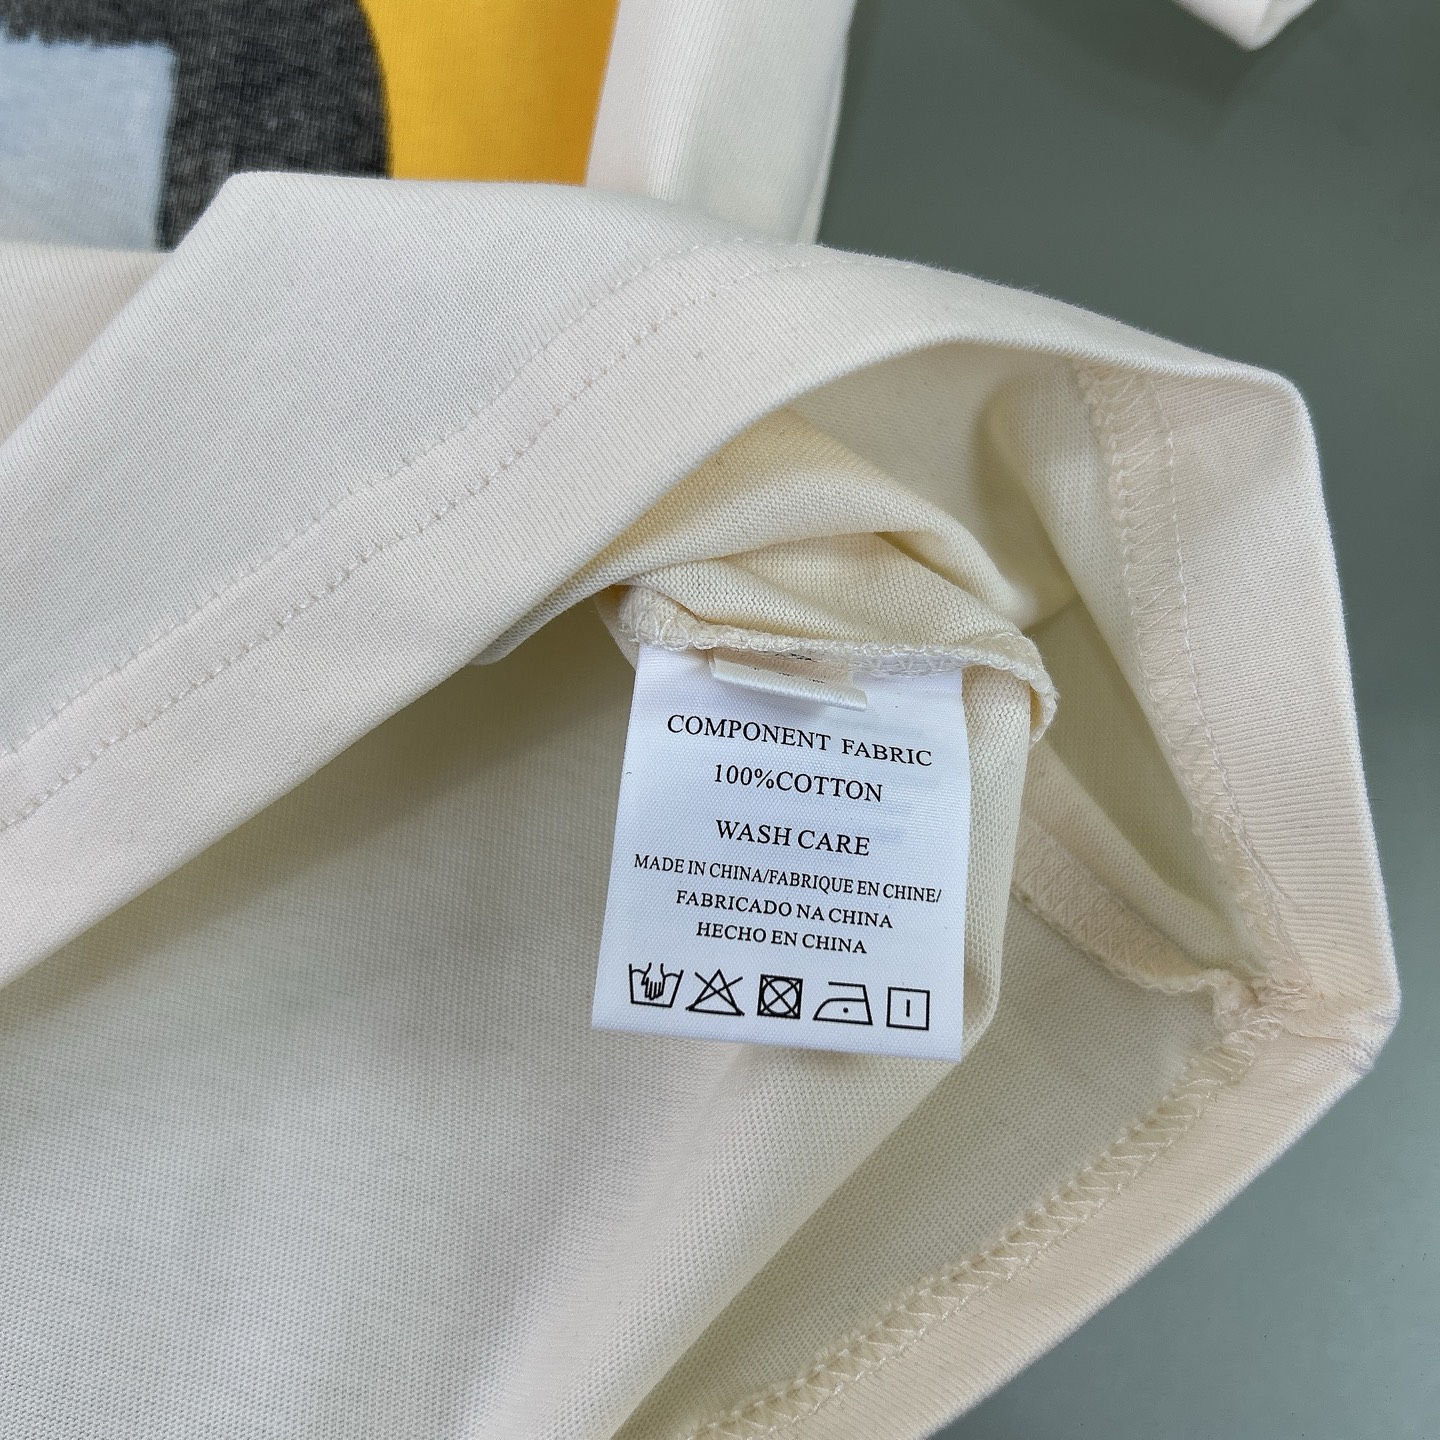 COMPONENT FABRIC
100%COTTON
WASH CARE
MADE IN CHINA/FABRIQUE EN CHINE/
FABRICADO NA CHINA
HECHO EN CHINA